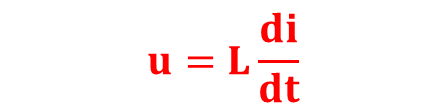 u = L di/dt